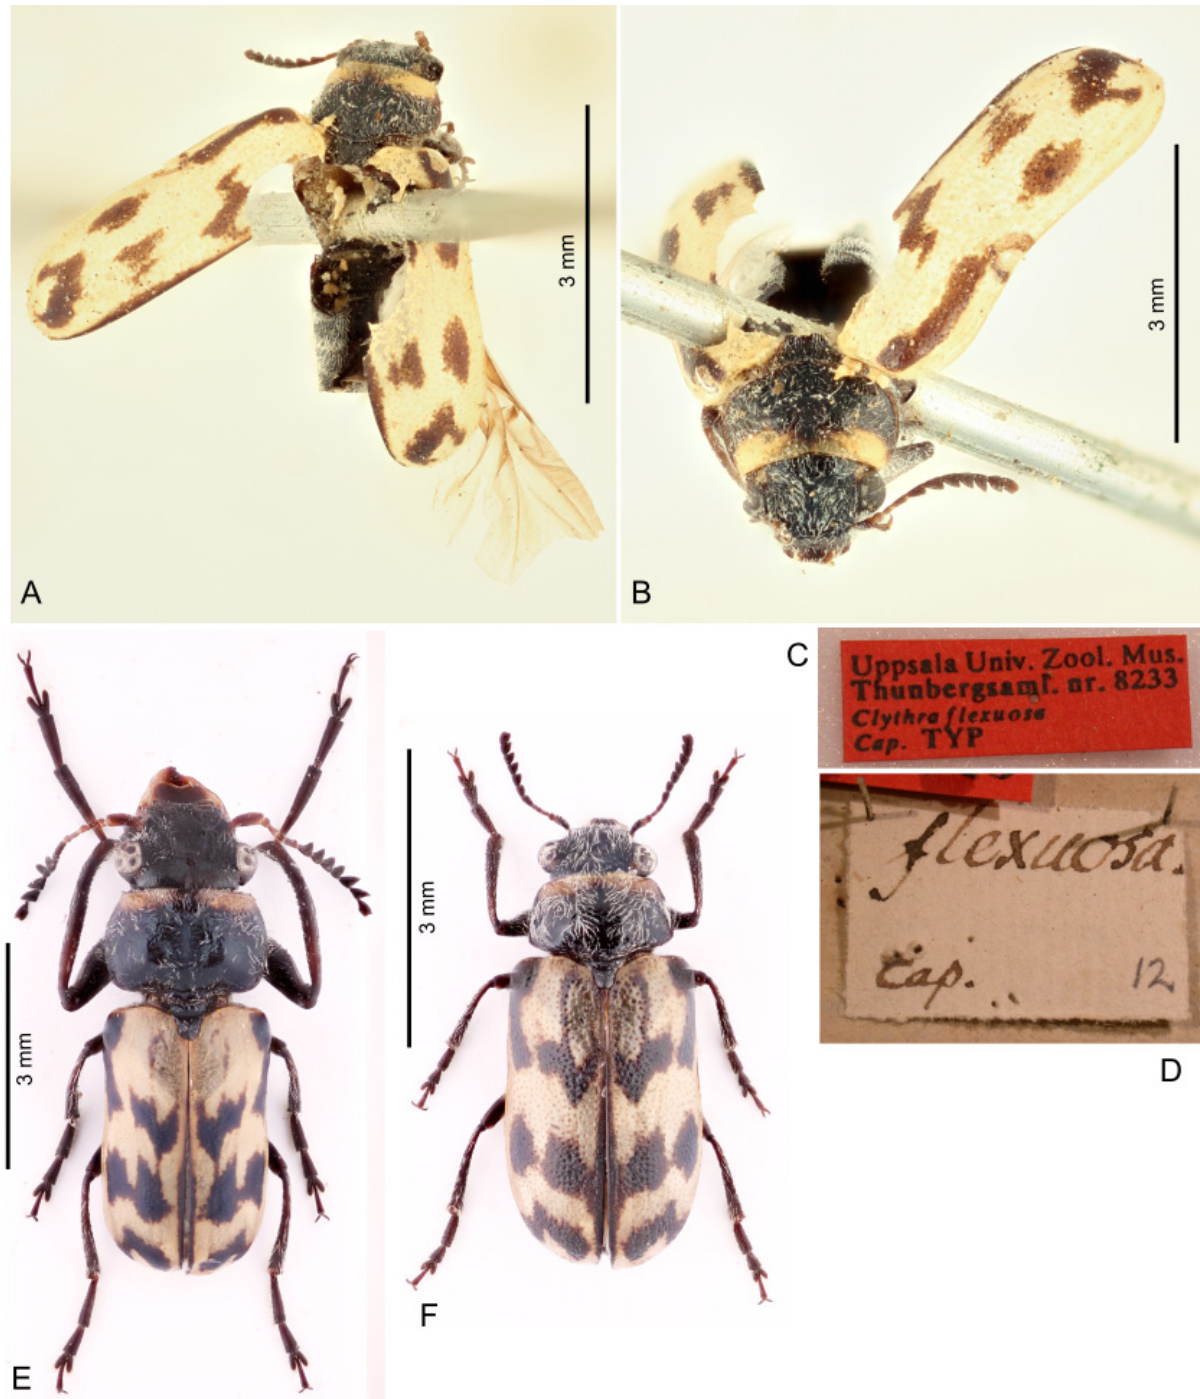 3 mm
A
3 mm
B
C
Uppsala Univ. Zool. Mus.
Thunbergsaml. nr. 8233
Clythra flexuosa
Cap. TYP
flexuosa.
Cap.
12
D
3 mm
E
3 mm
F